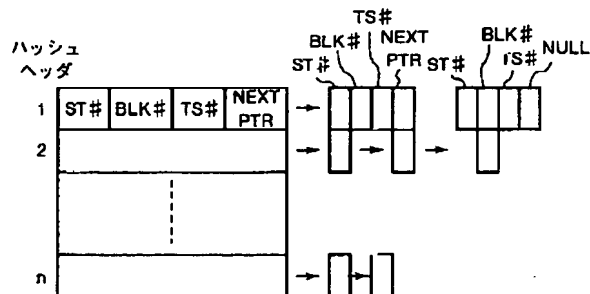 ハッシュ
ヘッダ
1
ST# BLK# TS# NEXT
PTR
2
n
ST#
BLK#
TS#
NEXT
PTR
ST#
BLK#
TS#
NULL